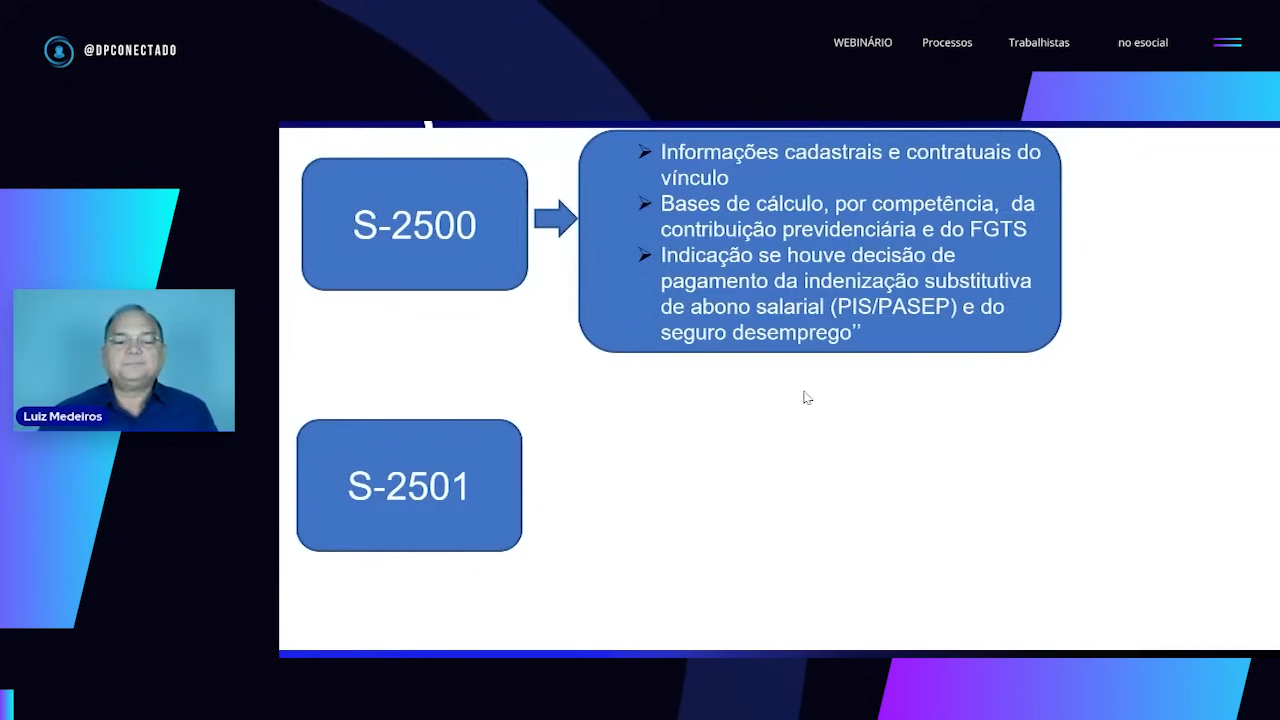 @DPCONECTADO
WEBINÁRIO Processos Trabalhistas no esocial
S-2500
Informações cadastrais e contratuais do
vínculo
Bases de cálculo, por competência, da
contribuição previdenciária e do FGTS
Indicação se houve decisão de
pagamento da indenização substitutiva
de abono salarial (PIS/PASEP) e do
seguro desemprego’’
Luiz Medeiros
S-2501